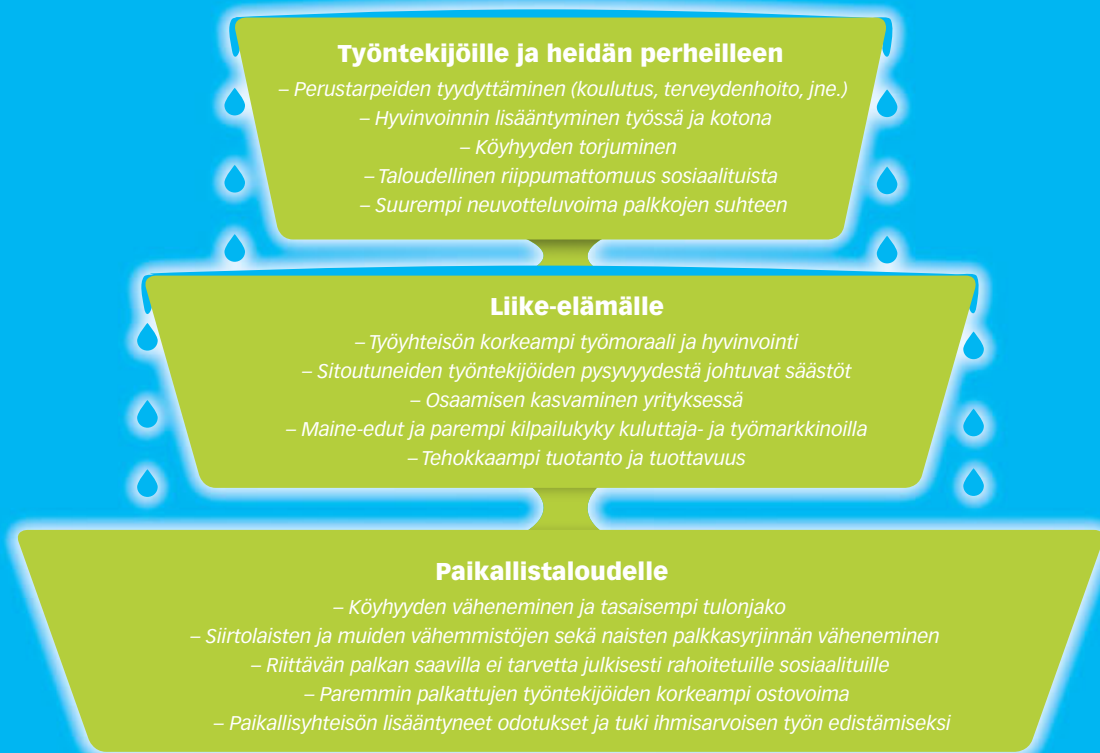 Työntekijöille ja heidän perheilleen
– Perustarpeiden tyydyttäminen (koulutus, terveydenhoito, jne.)
– Hyvinvoinnin lisääntyminen työssä ja kotona
– Köyhyyden torjuminen
– Taloudellinen riippumattomuus sosiaalituista
– Suurempi neuvotteluvoima palkkojen suhteen
Liike-elämälle
– Työyhteisön korkeampi työmoraali ja hyvinvointi
– Sitoutuneiden työntekijöiden pysyvyydestä johtuvat säästöt
– Osaamisen kasvaminen yrityksessä
– Maine-edut ja parempi kilpailukyky kuluttaja- ja työmarkkinoilla
– Tehokkaampi tuotanto ja tuottavuus
Paikallistaloudelle
– Köyhyyden väheneminen ja tasaisempi tulonjako
– Siirtolaisten ja muiden vähemmistöjen sekä naisten palkkasyrjinnän väheneminen
– Riittävän palkan saavilla ei tarvetta julkisesti rahoitetuille sosiaalituille
– Paremmin palkattujen työntekijöiden korkeampi ostovoima
– Paikallisyhteisön lisääntyneet odotukset ja tuki ihmisarvoisen työn edistämiseksi